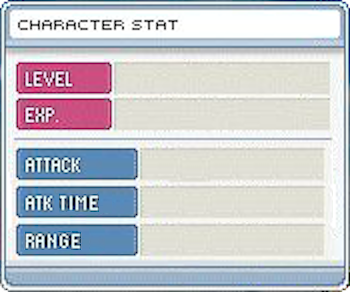 CHARACTER STAT
LEVEL
EXP.
ATTACK
ATK TIME
RANGE